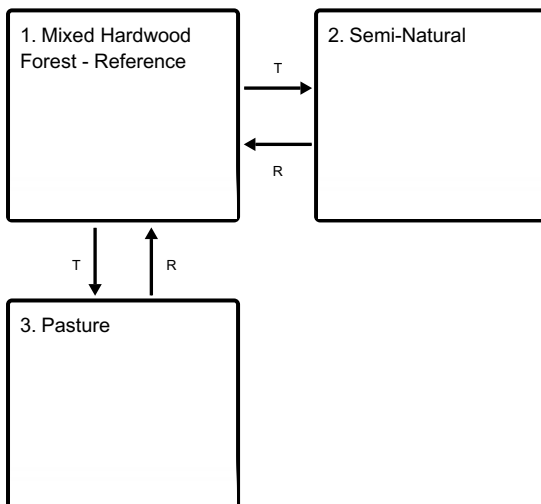 1. Mixed Hardwood
Forest - Reference
2. Semi-Natural
T
R
T
R
3. Pasture